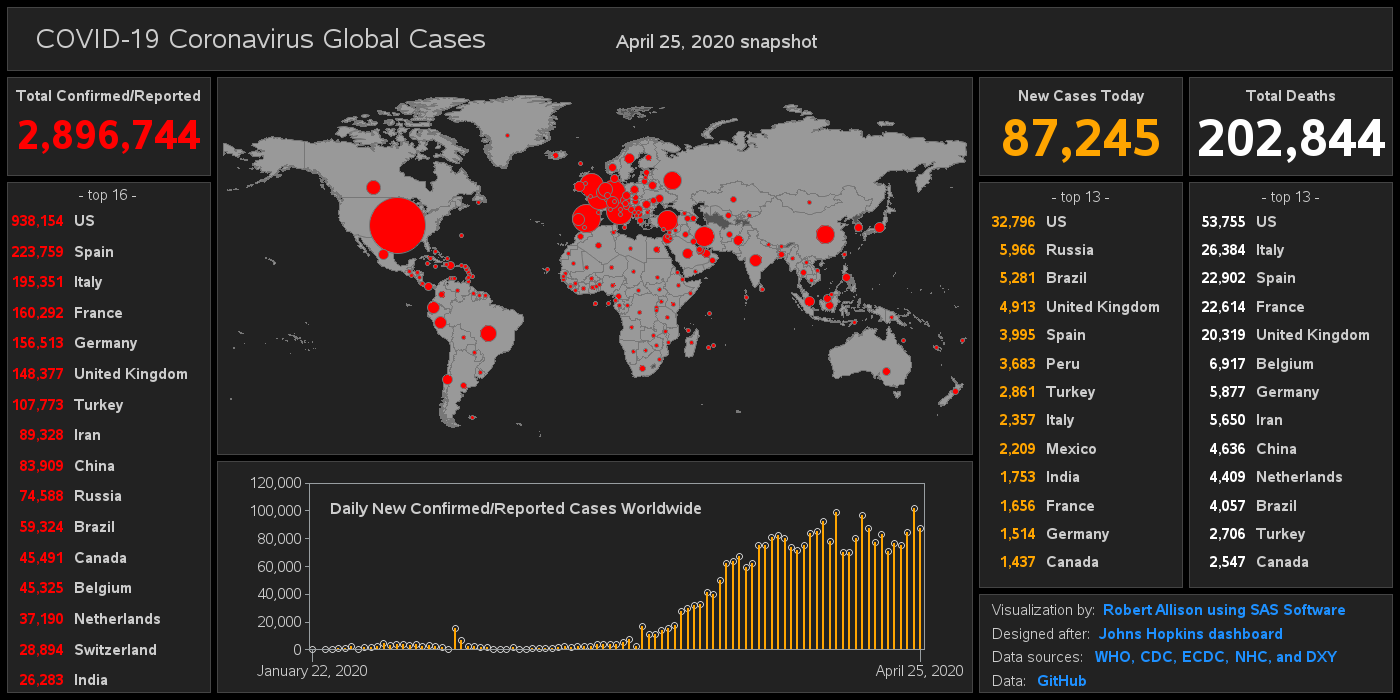 COVID-19 Coronavirus Global Cases
April 25, 2020 snapshot
Total Confirmed/Reported
2,896,744
- top 16 -
938,154 US
223,759 Spain
195,351 Italy
160,292 France
156,513 Germany
148,377 United Kingdom
107,773 Turkey
89,328 Iran
83,909 China
74,588 Russia
59,324 Brazil
45,491 Canada
45,325 Belgium
37,190 Netherlands
28,894 Switzerland
26,283 India
Daily New Confirmed/Reported Cases Worldwide
120,000
100,000
80,000
60,000
40,000
20,000
0
January 22, 2020
April 25, 2020
New Cases Today
87,245
- top 13 -
32,796 US
5,966 Russia
5,281 Brazil
4,913 United Kingdom
3,995 Spain
3,683 Peru
2,861 Turkey
2,357 Italy
2,209 Mexico
1,753 India
1,656 France
1,514 Germany
1,437 Canada
Total Deaths
202,844
- top 13 -
53,755 US
26,384 Italy
22,902 Spain
22,614 France
20,319 United Kingdom
6,917 Belgium
5,877 Germany
5,650 Iran
4,636 China
4,409 Netherlands
4,057 Brazil
2,706 Turkey
2,547 Canada
Visualization by: Robert Allison using SAS Software
Designed after: Johns Hopkins dashboard
Data sources: WHO, CDC, ECDC, NHC, and DXY
Data: GitHub